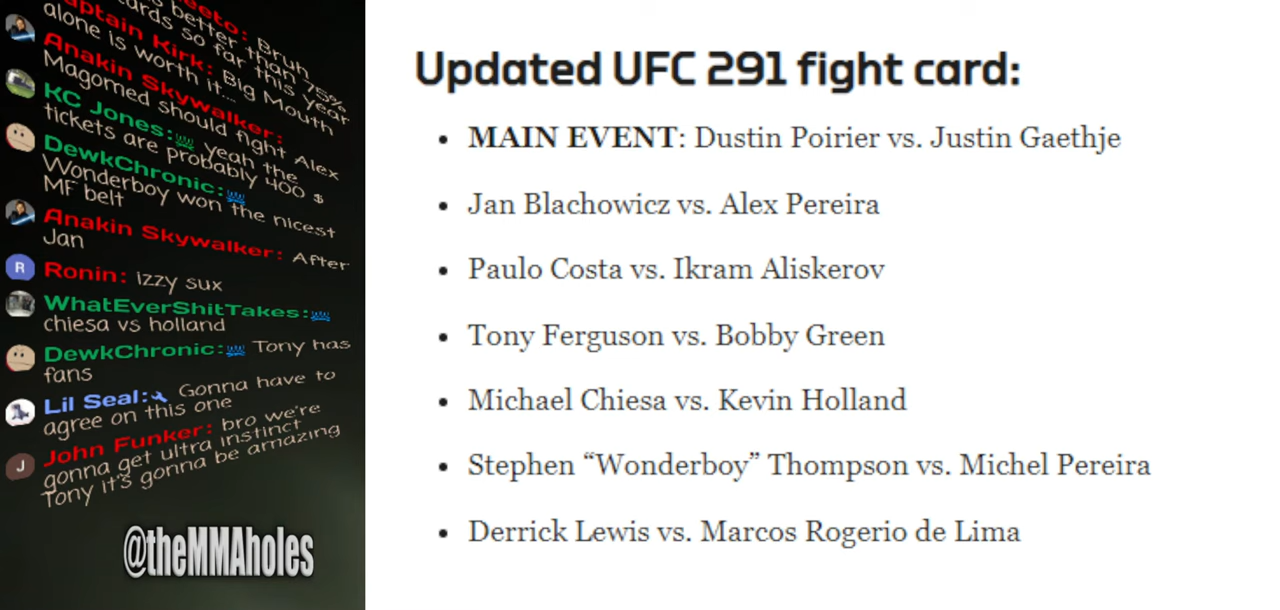 s better than 75%
ards so far this year
Captain Kirk: Big Mouth
alone is worth it...
Anakin Skywalker:
Magomed should fight Alex
KC Jones: yeah the
tickets are probably 400 $
DewkChronic:
Wonderboy won the nicest
MF belt
Anakin Skywalker: After
Jan
R Ronin: izzy sux
WhatEverShitTakes:
chiesa vs holland
DewkChronic: Tony has
fans
Lil Seal: Gonna have to
agree on this one
J John Funker: bro we're
gonna get ultra instinct
Tony it's gonna be amazing
@theMMAholes
Updated UFC 291 fight card:
• MAIN EVENT: Dustin Poirier vs. Justin Gaethje
• Jan Blachowicz vs. Alex Pereira
• Paulo Costa vs. Ikram Aliskerov
• Tony Ferguson vs. Bobby Green
• Michael Chiesa vs. Kevin Holland
• Stephen “Wonderboy” Thompson vs. Michel Pereira
• Derrick Lewis vs. Marcos Rogerio de Lima